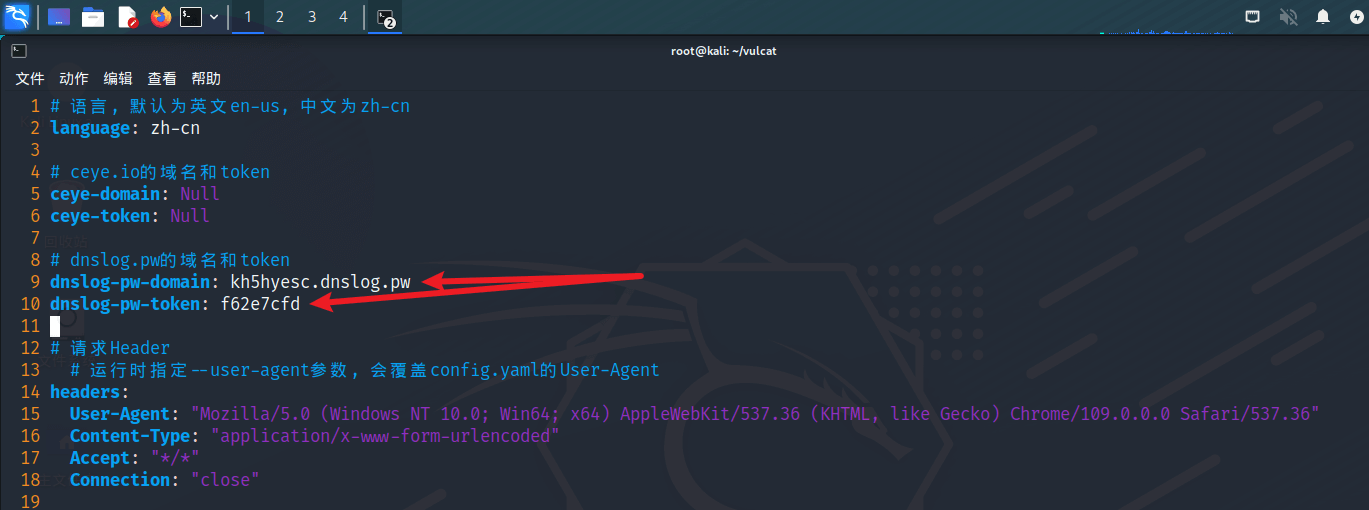 1 2 3 4 2
root@kali: ~/vulcat
文件 动作 编辑 查看 帮助
1 # 语言, 默认为英文en-us, 中文为zh-cn
2 language: zh-cn
3
4 # ceye.io的域名和token
5 ceye-domain: Null
6 ceye-token: Null
7
8 # dnslog.pw的域名和token
9 dnslog-pw-domain: kh5hyesc.dnslog.pw
10 dnslog-pw-token: f62e7cfd
11
12 # 请求Header
13 # 运行时指定--user-agent参数, 会覆盖config.yaml的User-Agent
14 headers:
15 User-Agent: "Mozilla/5.0 (Windows NT 10.0; Win64; x64) AppleWebKit/537.36 (KHTML, like Gecko) Chrome/109.0.0.0 Safari/537.36"
16 Content-Type: "application/x-www-form-urlencoded"
17 Accept: "*/*"
18 Connection: "close"
19